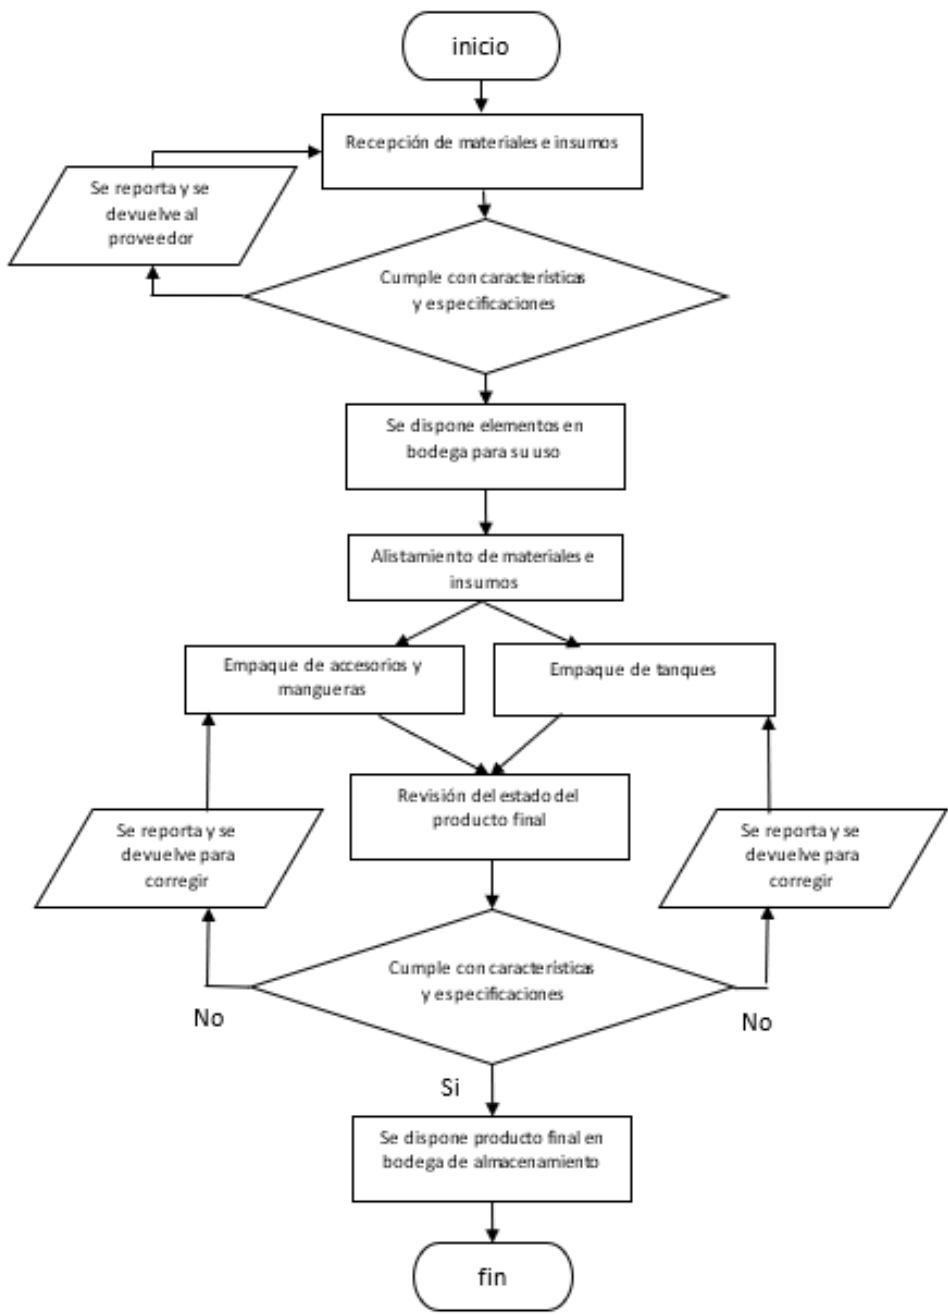 inicio
Recepción de materiales e insumos
Se reporta y se
devuelve al
proveedor
Cumple con características
y especificaciones
Se dispone elementos en
bodega para su uso
Alistamiento de materiales e
insumos
Empaque de accesorios y
mangueras
Empaque de tanques
Revisión del estado del
producto final
Se reporta y se
devuelve para
corregir
Se reporta y se
devuelve para
corregir
Cumple con características
y especificaciones
No
No
Si
Se dispone producto final en
bodega de almacenamiento
fin